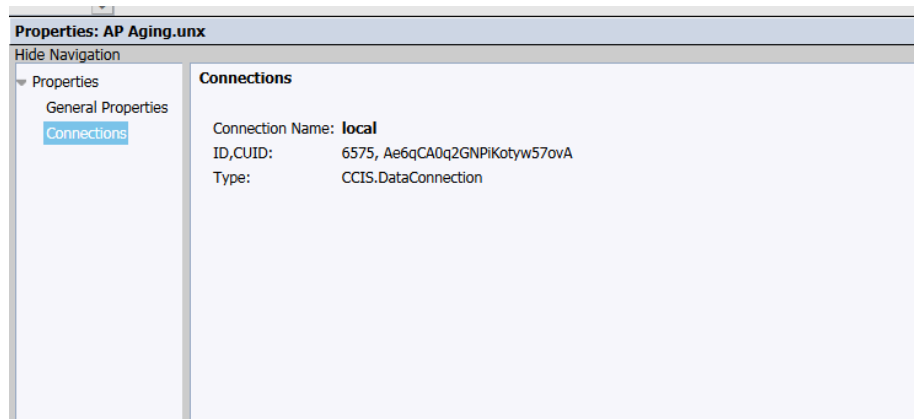 Properties: AP Aging.unx
Hide Navigation
Properties
General Properties
Connections
Connections
Connection Name: local
ID,CUID: 6575, Ae6qCA0q2GNPiKotyw57ovA
Type: CCIS.DataConnection